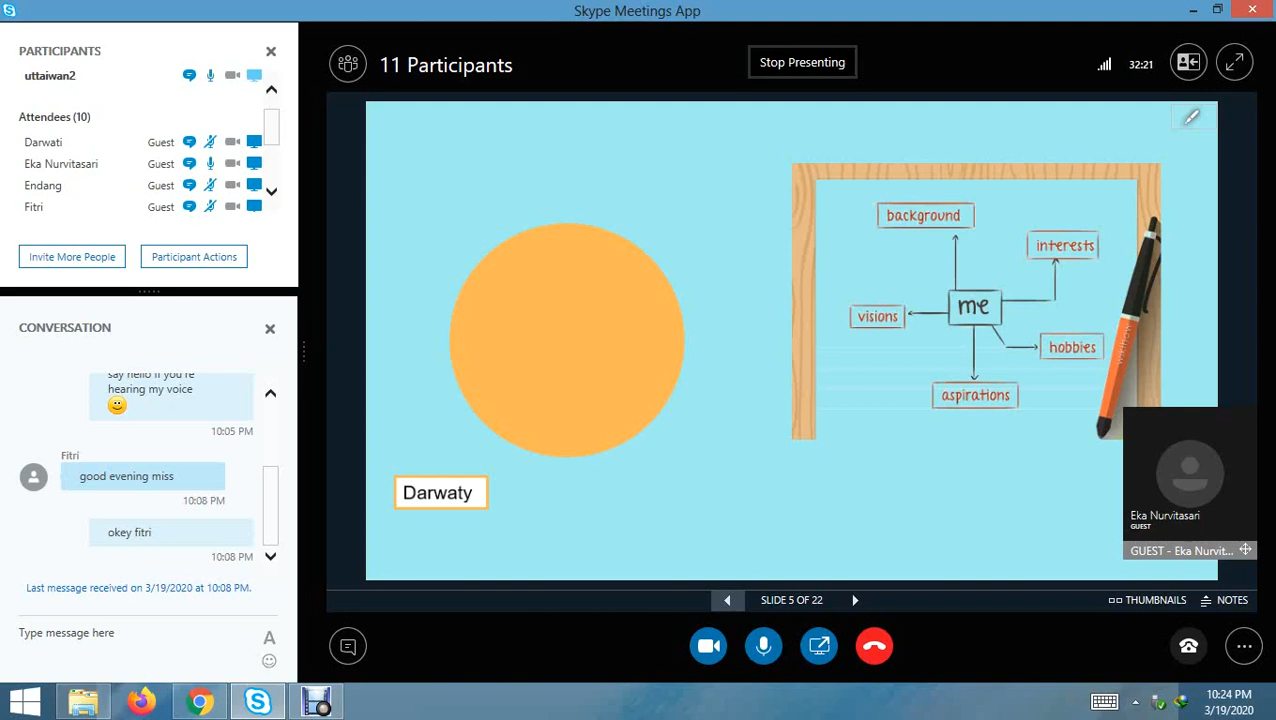 Skype Meetings App
PARTICIPANTS
uttaiwan2
Attendees (10)
Darwati Guest
Eka Nurvitasari Guest
Endang Guest
Fitri Guest
Invite More People
Participant Actions
CONVERSATION
say hello if you're
hearing my voice
10:05 PM
Fitri
good evening miss
10:08 PM
okey fitri
10:08 PM
Last message received on 3/19/2020 at 10:08 PM.
Type message here
A
11 Participants
Stop Presenting
32:21
background
interests
me
visions
hobbies
aspirations
wikiHow
Darwaty
Eka Nurvitasari
GUEST
GUEST - Eka Nurvit...
SLIDE 5 OF 22
THUMBNAILS
NOTES
10:24 PM
3/19/2020